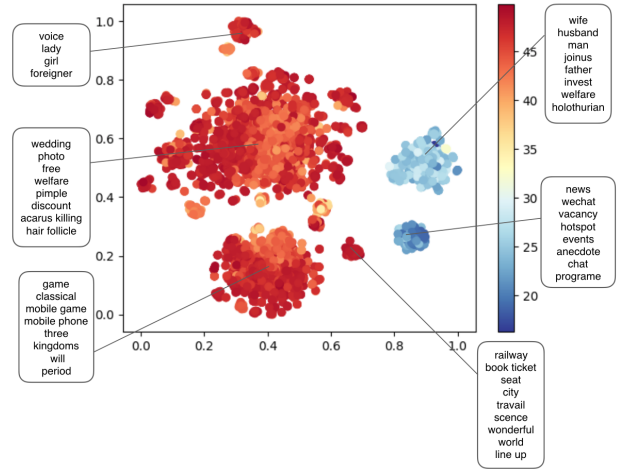 voice
lady
girl
foreigner
wedding
photo
free
welfare
pimple
discount
acarus killing
hair follicle
game
classical
mobile game
mobile phone
three
kingdoms
will
period
1.0
0.8
0.6
0.4
0.2
0.0
0.0
0.2
0.4
0.6
0.8
1.0
45
40
35
30
25
20
wife
husband
man
joinus
father
invest
welfare
holothurian
news
wechat
vacancy
hotspot
events
anecdote
chat
programe
railway
book ticket
seat
city
travail
scence
wonderful
world
line up